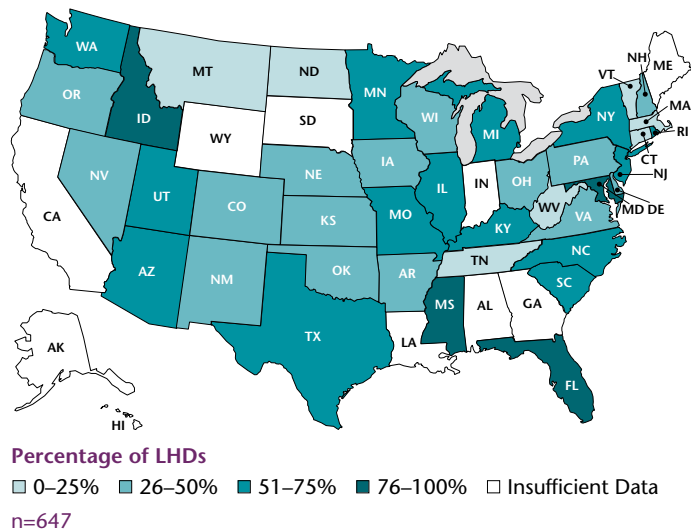 WA
MT
ND
MN
OR
ID
SD
WI
MI
WY
NY
VT
NH
ME
MA
RI
CT
NJ
PA
MD DE
NV
UT
CO
NE
IA
IL
IN
OH
WV
VA
KY
CA
KS
MO
TN
NC
SC
AZ
NM
OK
AR
MS
AL
GA
TX
LA
FL
AK
HI
Percentage of LHDs
0–25% 26–50% 51–75% 76–100% Insufficient Data
n=647